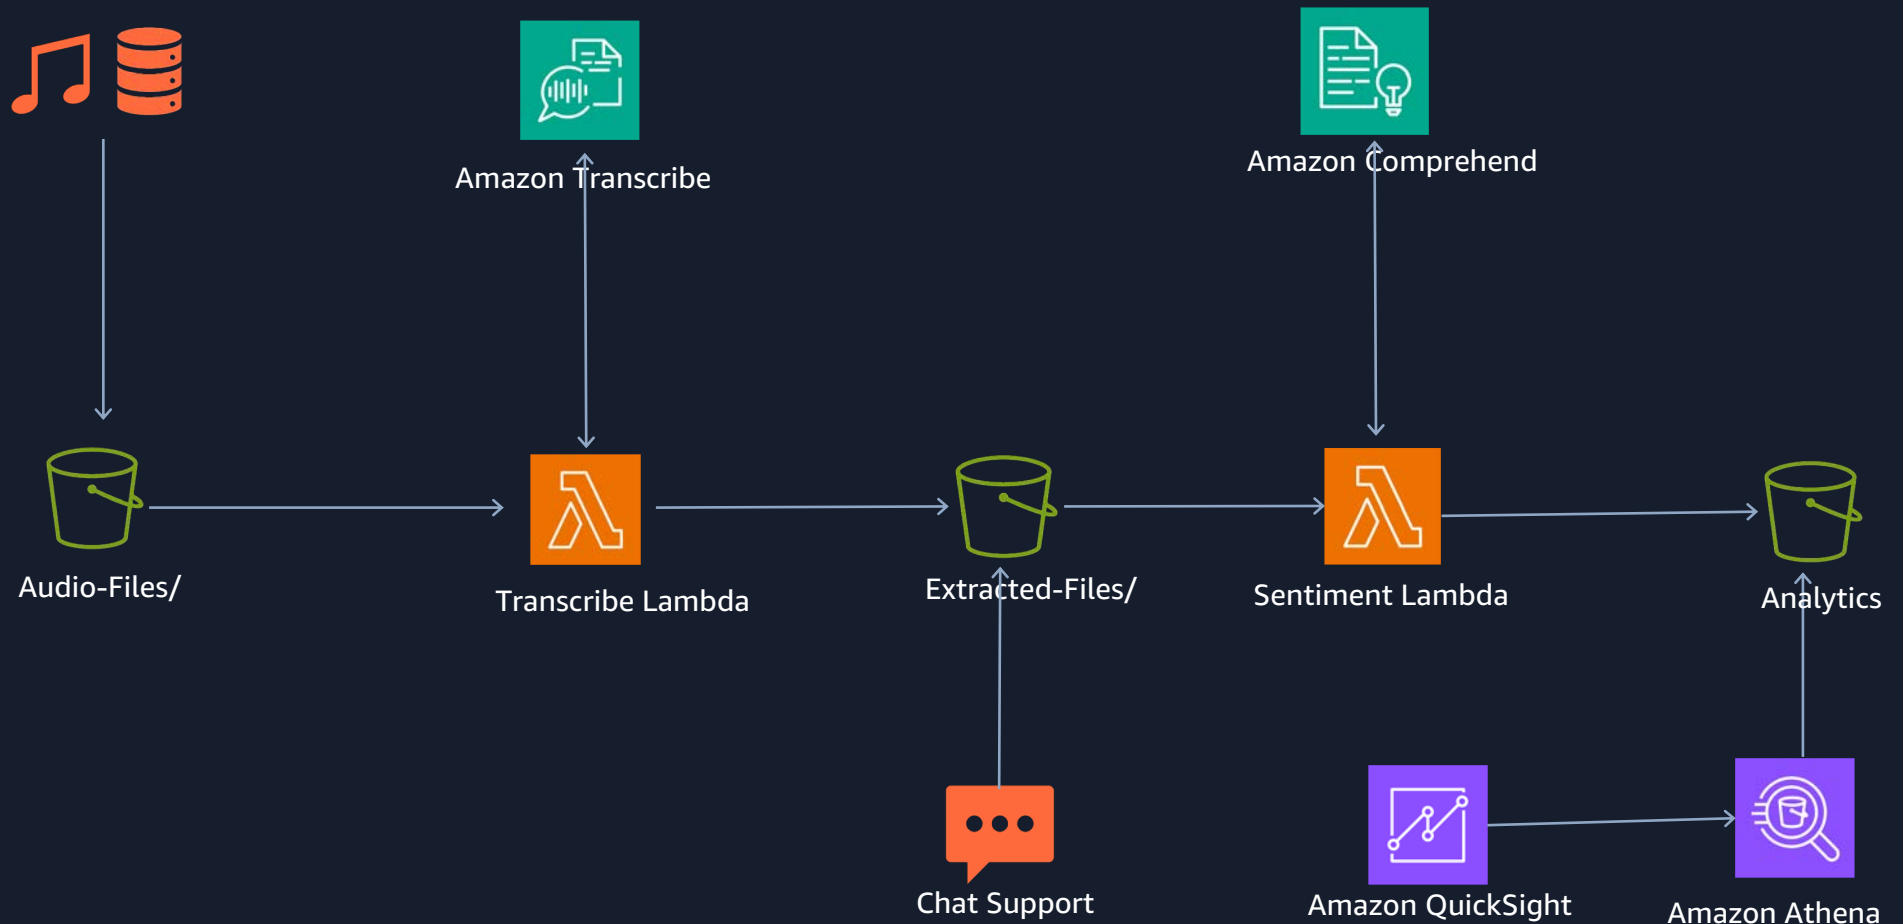 Amazon Transcribe
Amazon Comprehend
Audio-Files/
Transcribe Lambda
Extracted-Files/
Sentiment Lambda
Analytics
Chat Support
Amazon QuickSight
Amazon Athena